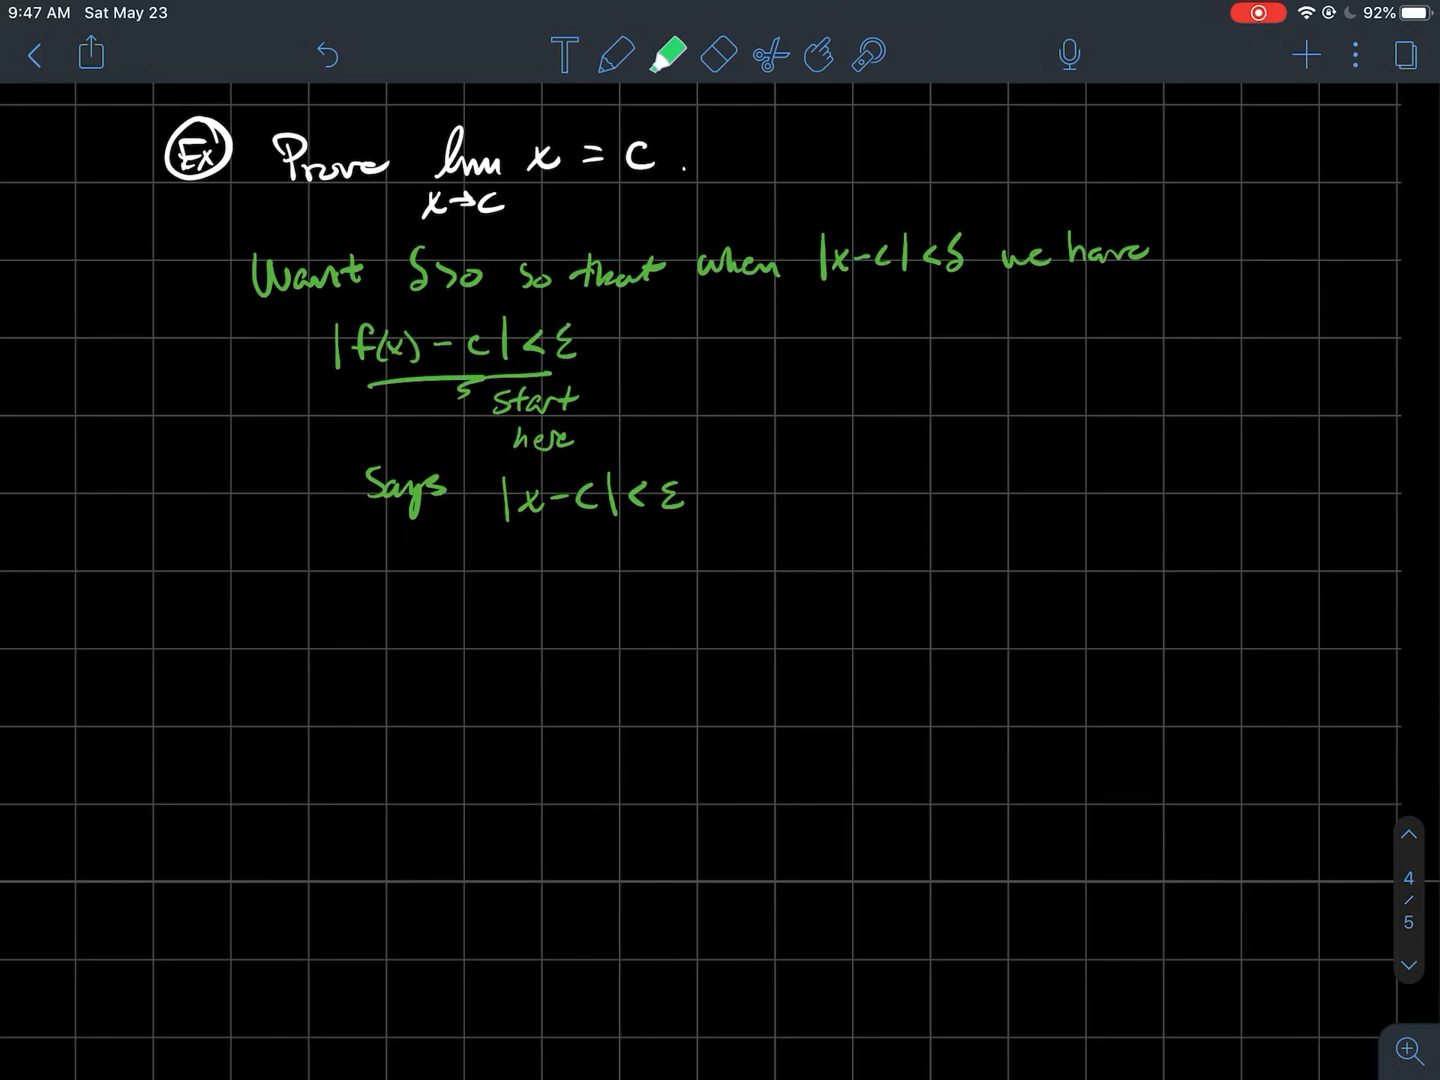 9:47 AM Sat May 23 92%
Ex Prove lim x = c .
x→c
Want δ>0 so that when |x-c|<δ we have
|f(x) - c| < ε
start
here
Says |x-c| < ε
4
/
5